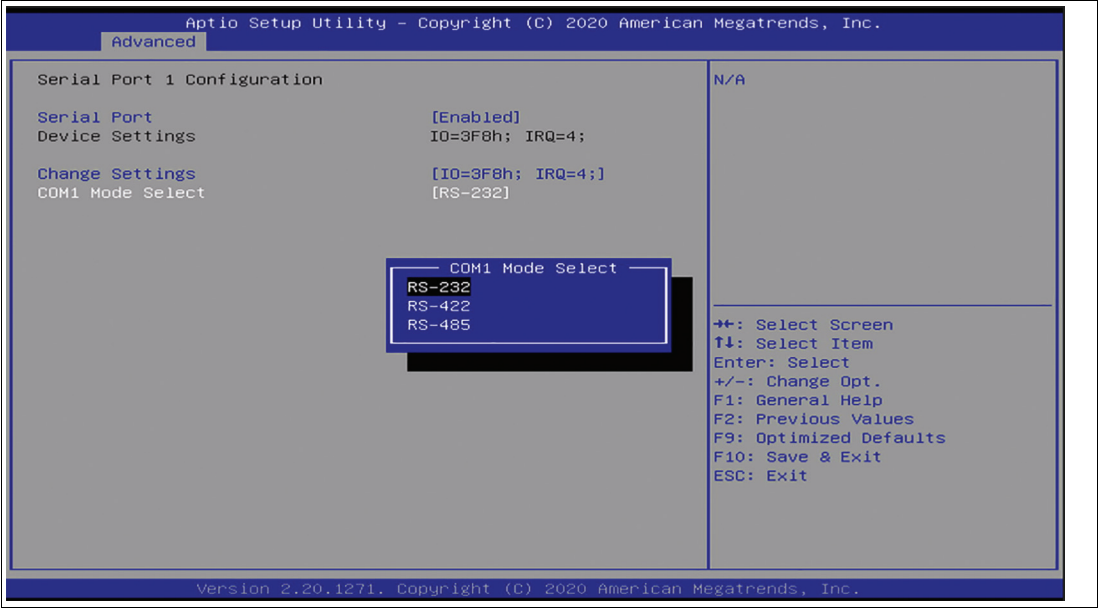 Aptio Setup Utility – Copyright (C) 2020 American Megatrends, Inc.
Advanced
Serial Port 1 Configuration
Serial Port [Enabled]
Device Settings IO=3F8h; IRQ=4;
Change Settings [IO=3F8h; IRQ=4;]
COM1 Mode Select [RS-232]
COM1 Mode Select
RS-232
RS-422
RS-485
N/A
→←: Select Screen
↑↓: Select Item
Enter: Select
+/-: Change Opt.
F1: General Help
F2: Previous Values
F9: Optimized Defaults
F10: Save & Exit
ESC: Exit
Version 2.20.1271. Copyright (C) 2020 American Megatrends, Inc.